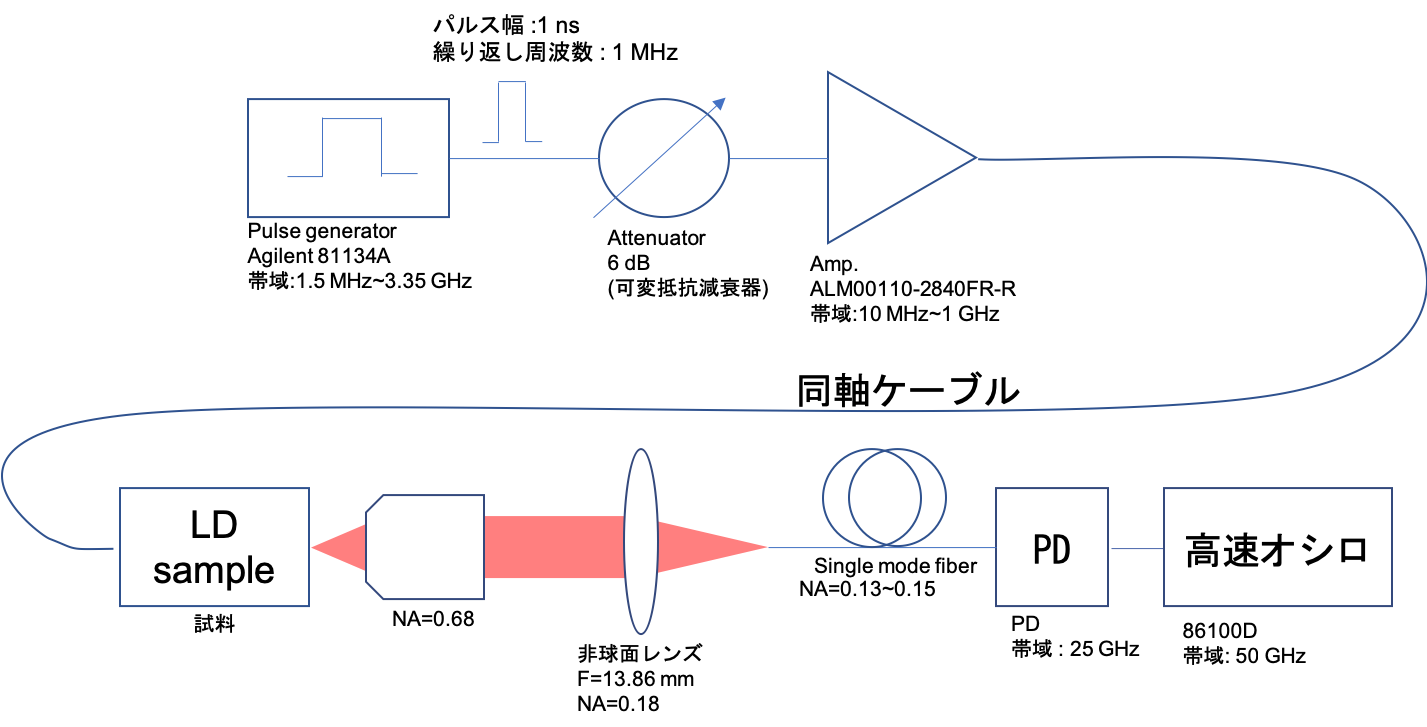 パルス幅 :1 ns
繰り返し周波数 : 1 MHz
Pulse generator
Agilent 81134A
帯域:1.5 MHz~3.35 GHz
Attenuator
6 dB
(可変抵抗減衰器)
Amp.
ALM00110-2840FR-R
帯域:10 MHz~1 GHz
同軸ケーブル
LD
sample
試料
NA=0.68
非球面レンズ
F=13.86 mm
NA=0.18
Single mode fiber
NA=0.13~0.15
PD
PD
帯域 : 25 GHz
高速オシロ
86100D
帯域: 50 GHz